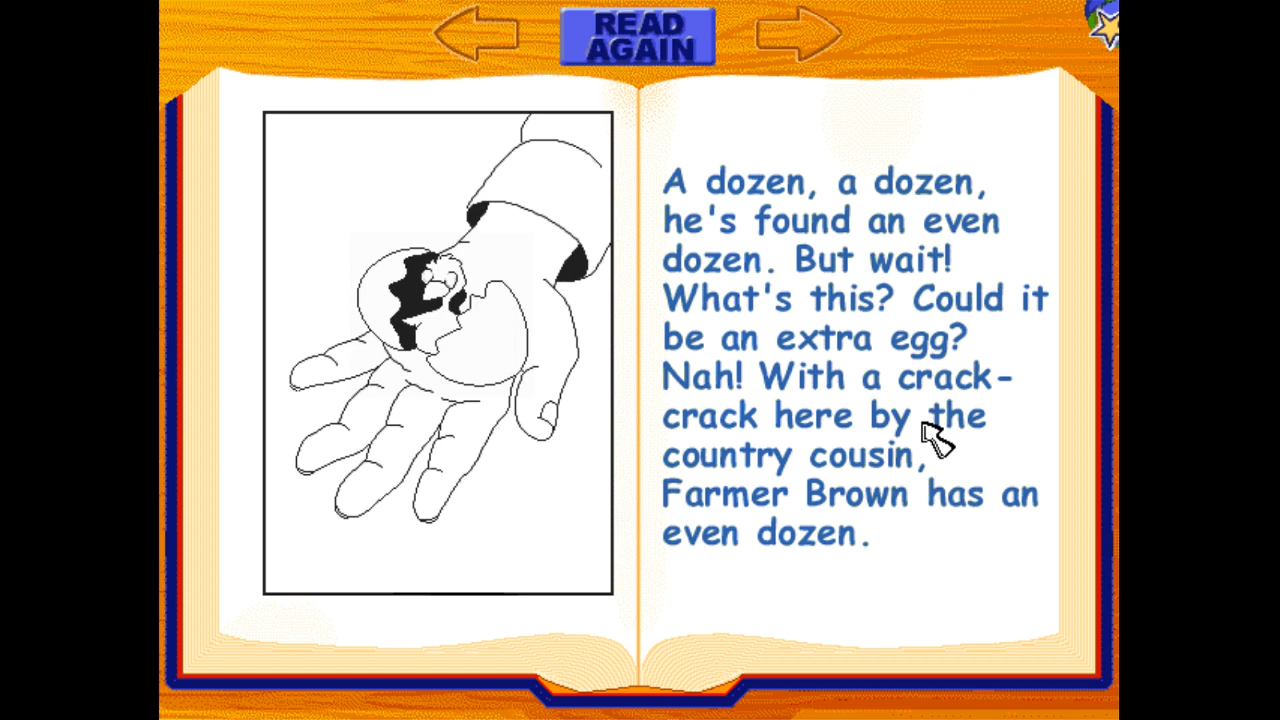 READ
AGAIN
A dozen, a dozen,
he's found an even
dozen. But wait!
What's this? Could it
be an extra egg?
Nah! With a crack-
crack here by the
country cousin,
Farmer Brown has an
even dozen.